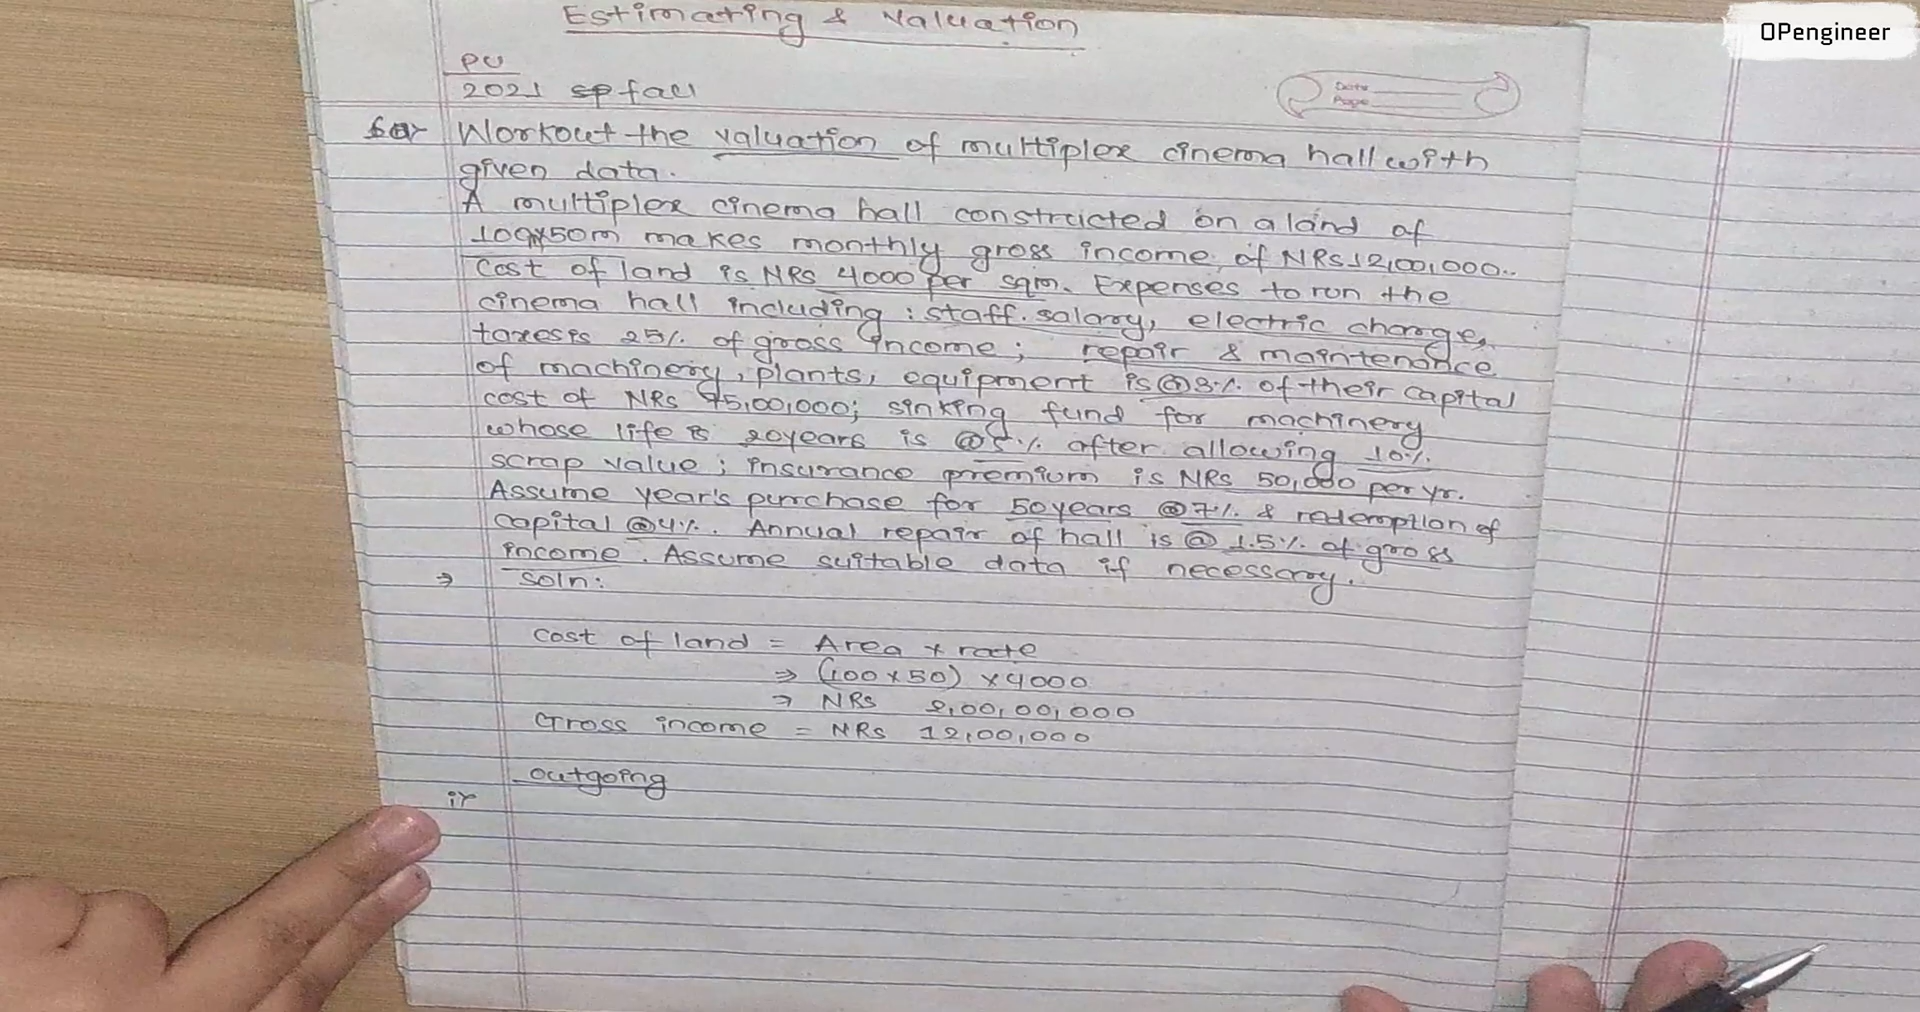 OPengineer
Estimating & Valuation
PU
2021 sp fall
Date
Page
6a> Workout the valuation of multiplex cinema hall with
given data.
A multiplex cinema hall constructed on a land of
100x50m makes monthly gross income of NRs 12,00,000..
Cost of land is NRs 4000 per sqm. Expenses to run the
cinema hall including : staff. salary, electric charge,
taxes is 25% of gross income ; repair & maintenance
of machinery, plants, equipment is @ 3% of their capital
cost of NRs 75,00,000; sinking fund for machinery
whose life is 20years is @ 5% after allowing 10%
scrap value ; insurance premium is NRs 50,000 per yr.
Assume year's purchase for 50years @ 7% & redemption of
capital @ 4%. Annual repair of hall is @ 1.5% of gross
income. Assume suitable data if necessary.
⇒ soln:
cost of land = Area x rate
⇒ (100 x 50) x 4000
⇒ NRs 2,00,00,000
Gross income = NRs 12,00,000
outgoing
i>